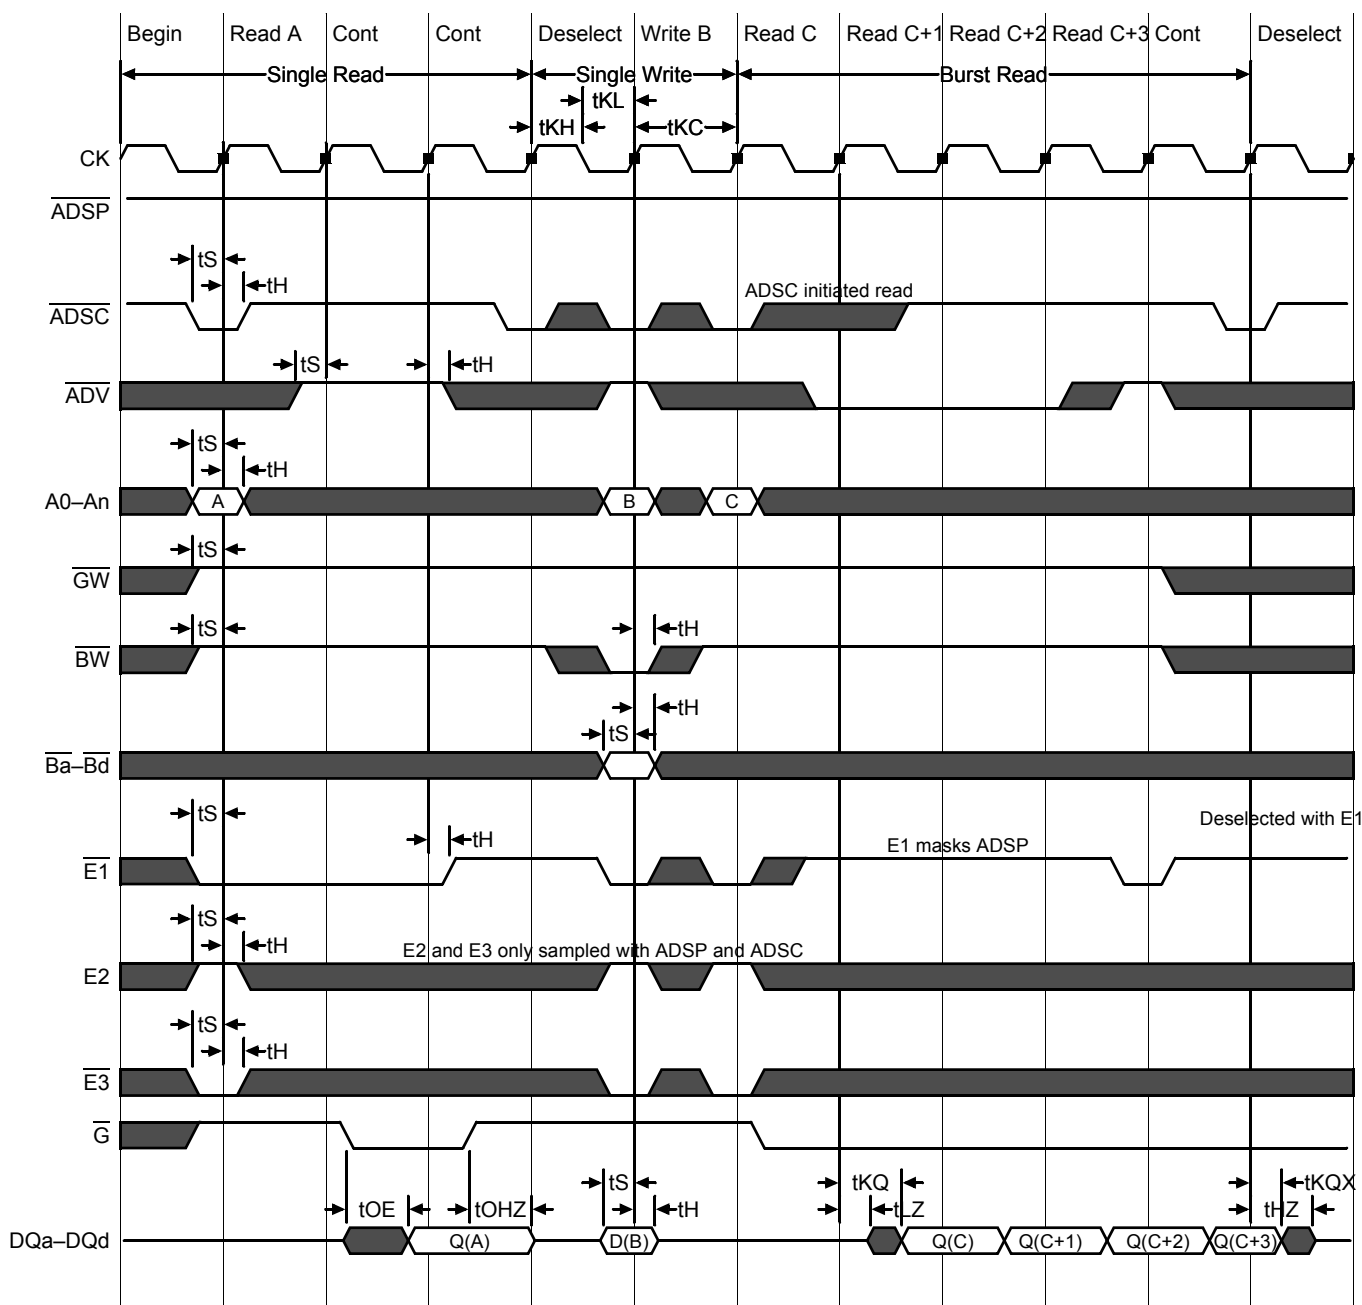 Begin Read A Cont Cont Deselect Write B Read C Read C+1 Read C+2 Read C+3 Cont Deselect
Single Read Single Write Burst Read
tKL
tKH tKC
CK
ADSP
tS
tH
ADSC initiated read
ADSC
tS tH
ADV
tS
tH
A0–An A B C
tS
GW
tS tH
BW
tH
tS
Ba–Bd
tS
Deselected with E1
tH
E1 masks ADSP
E1
tS
tH
E2 and E3 only sampled with ADSP and ADSC
E2
tS
tH
E3
G
tS tKQ tKQX
tOE tOHZ tH tLZ tHZ
DQa–DQd Q(A) D(B) Q(C) Q(C+1) Q(C+2) Q(C+3)